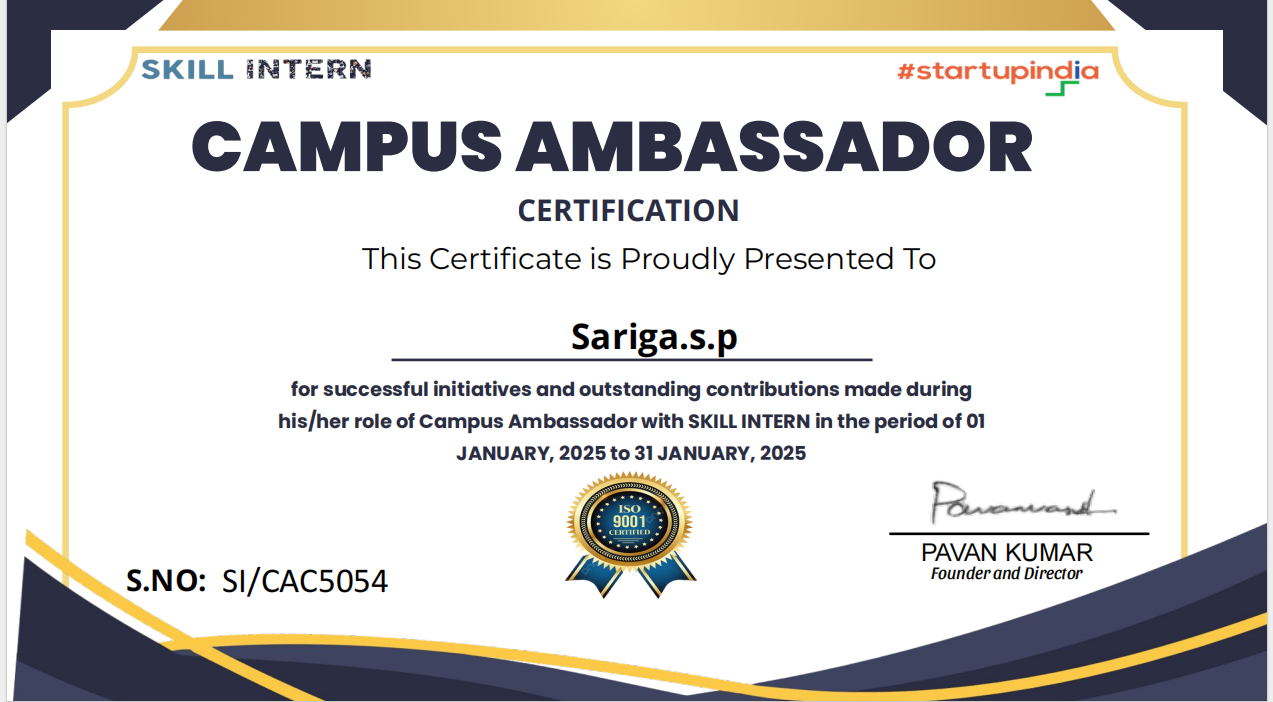 SKILL INTERN
#startupindia
CAMPUS AMBASSADOR
CERTIFICATION
This Certificate is Proudly Presented To
Sariga.s.p
for successful initiatives and outstanding contributions made during
his/her role of Campus Ambassador with SKILL INTERN in the period of 01
JANUARY, 2025 to 31 JANUARY, 2025
ISO
9001
CERTIFIED
PAVAN KUMAR
Founder and Director
S.NO: SI/CAC5054